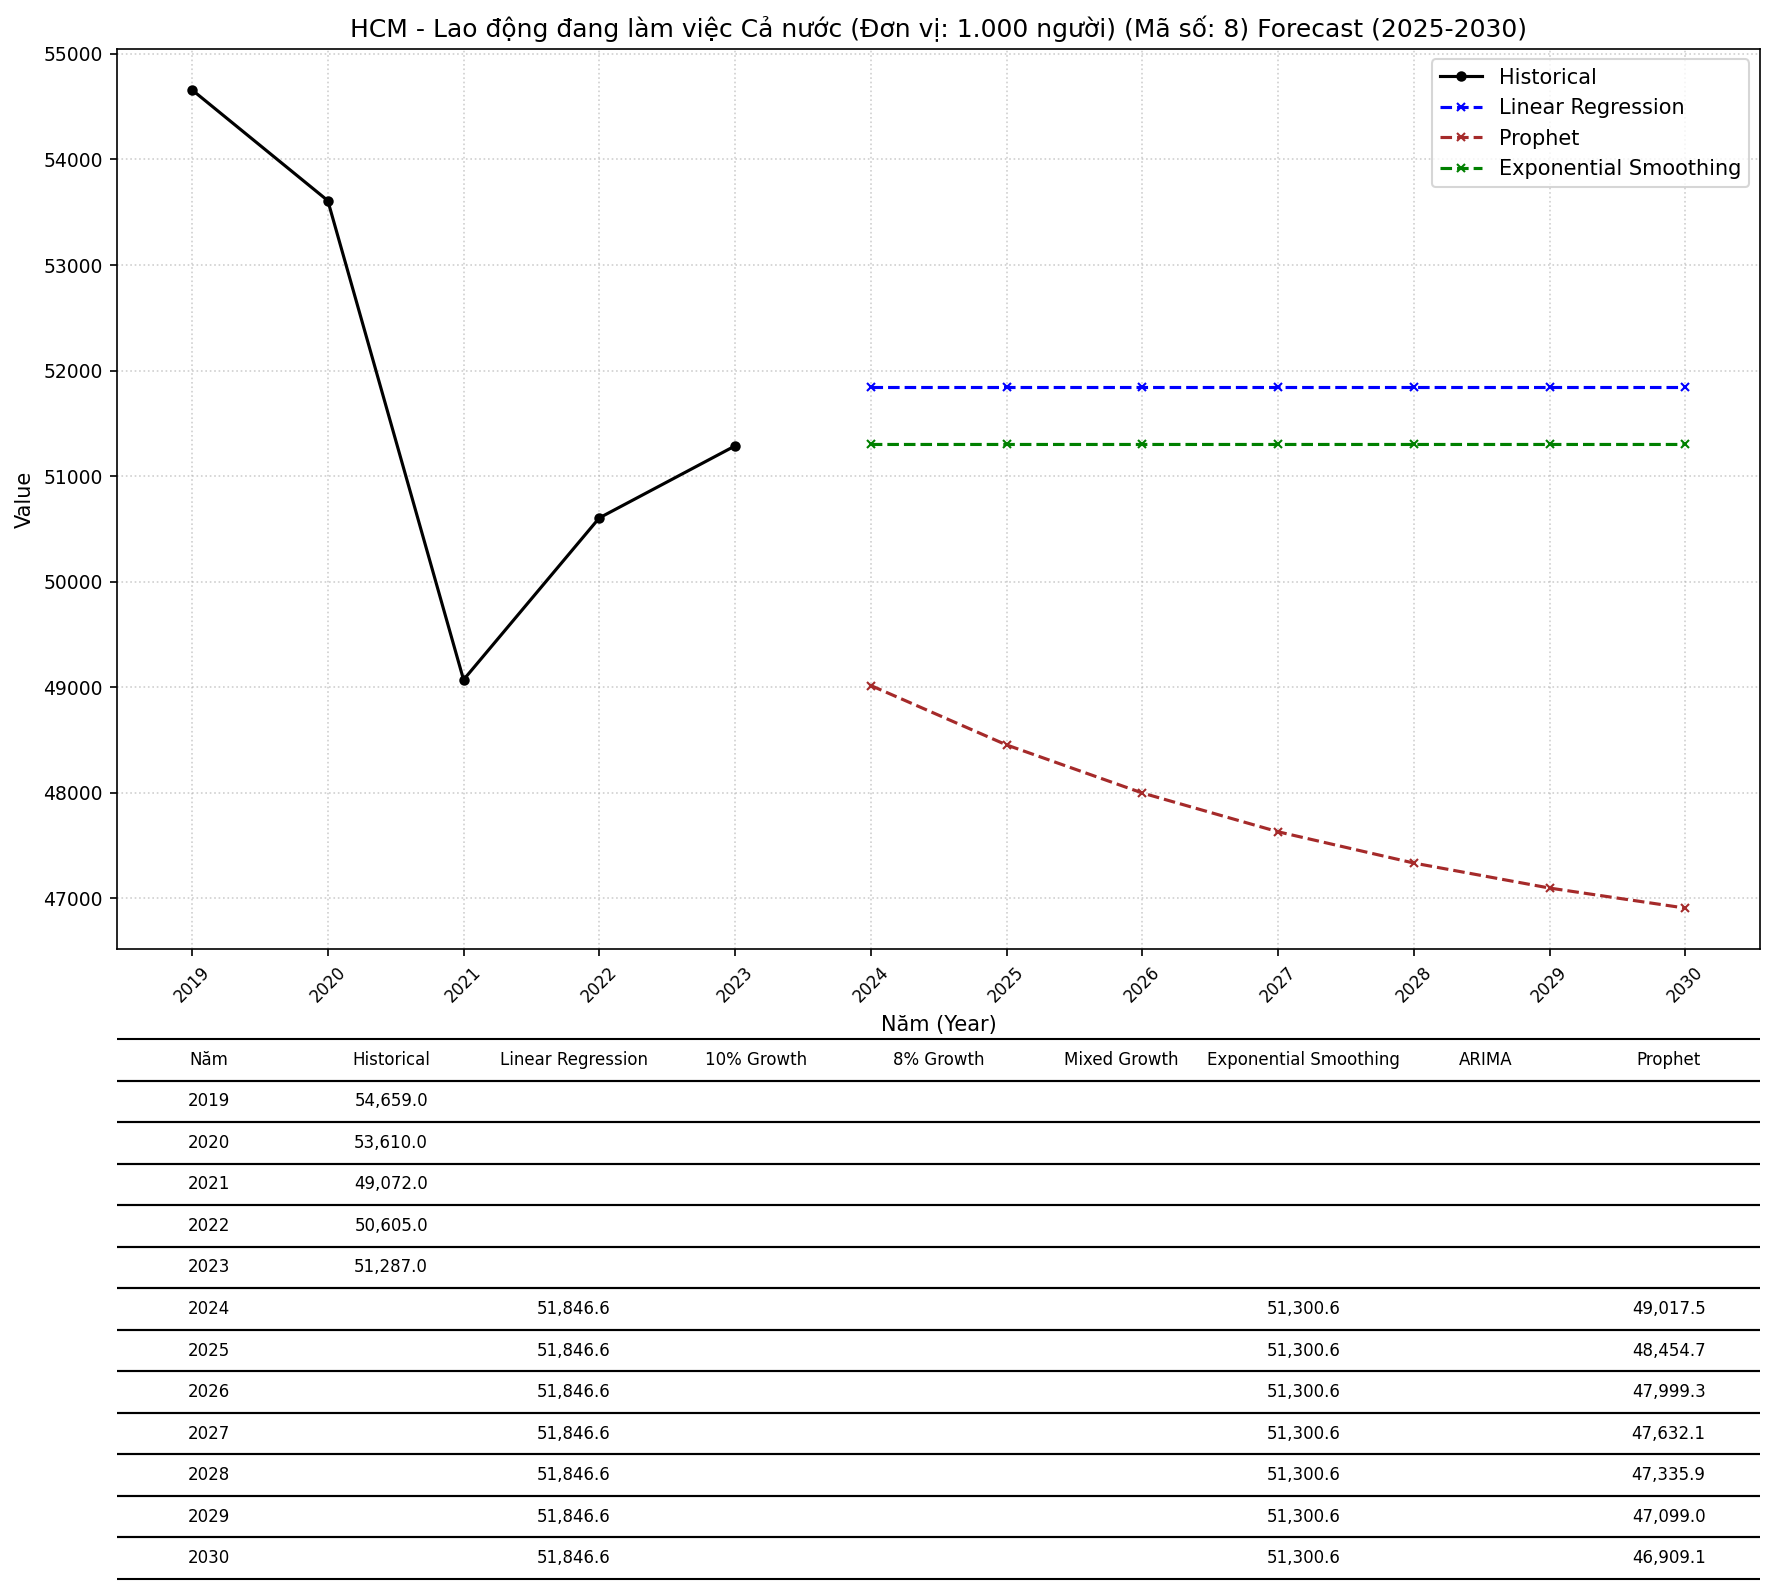 HCM - Lao động đang làm việc Cả nước (Đơn vị: 1.000 người) (Mã số: 8) Forecast (2025-2030)
Historical
Linear Regression
Prophet
Exponential Smoothing
55000
54000
53000
52000
51000
50000
49000
48000
47000
Value
2019 2020 2021 2022 2023 2024 2025 2026 2027 2028 2029 2030
Năm (Year)
Năm Historical Linear Regression 10% Growth 8% Growth Mixed Growth Exponential Smoothing ARIMA Prophet
2019 54,659.0
2020 53,610.0
2021 49,072.0
2022 50,605.0
2023 51,287.0
2024 51,846.6 51,300.6 49,017.5
2025 51,846.6 51,300.6 48,454.7
2026 51,846.6 51,300.6 47,999.3
2027 51,846.6 51,300.6 47,632.1
2028 51,846.6 51,300.6 47,335.9
2029 51,846.6 51,300.6 47,099.0
2030 51,846.6 51,300.6 46,909.1